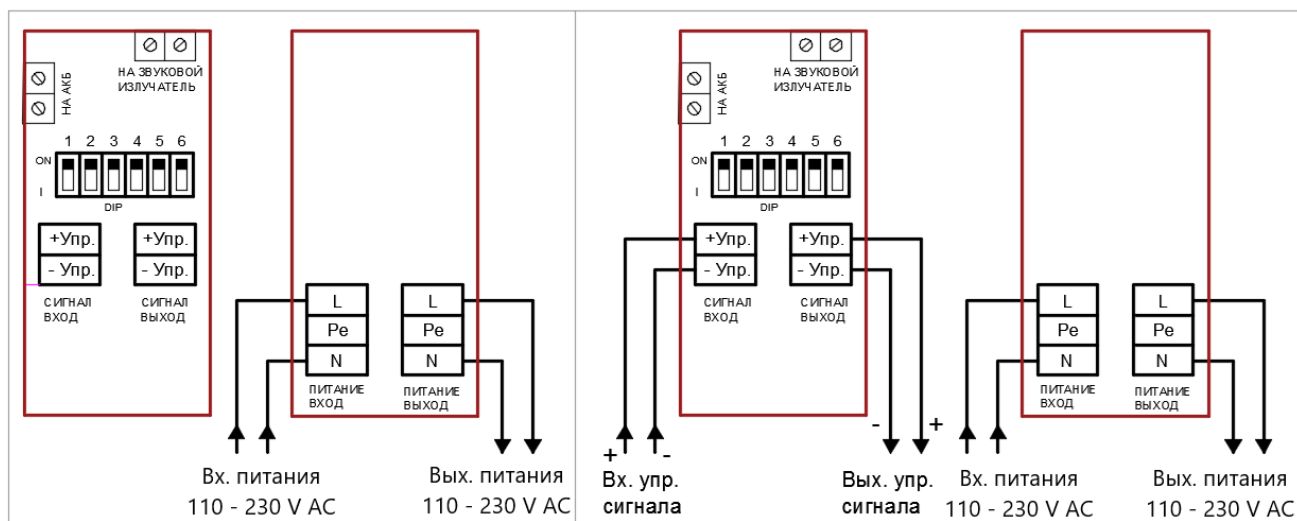 НА ЗВУКОВОЙ
ИЗЛУЧАТЕЛЬ
НА АКБ
1 2 3 4 5 6
ON
I
DIP
+Упр.
- Упр.
СИГНАЛ
ВХОД
+Упр.
- Упр.
СИГНАЛ
ВЫХОД
L
Pe
N
ПИТАНИЕ
ВХОД
L
Pe
N
ПИТАНИЕ
ВЫХОД
Вх. питания
110 - 230 V AC
Вых. питания
110 - 230 V AC
НА ЗВУКОВОЙ
ИЗЛУЧАТЕЛЬ
НА АКБ
1 2 3 4 5 6
ON
I
DIP
+Упр.
- Упр.
СИГНАЛ
ВХОД
+Упр.
- Упр.
СИГНАЛ
ВЫХОД
L
Pe
N
ПИТАНИЕ
ВХОД
L
Pe
N
ПИТАНИЕ
ВЫХОД
+ -
Вх. упр.
сигнала
- +
Вых. упр.
сигнала
Вх. питания
110 - 230 V AC
Вых. питания
110 - 230 V AC